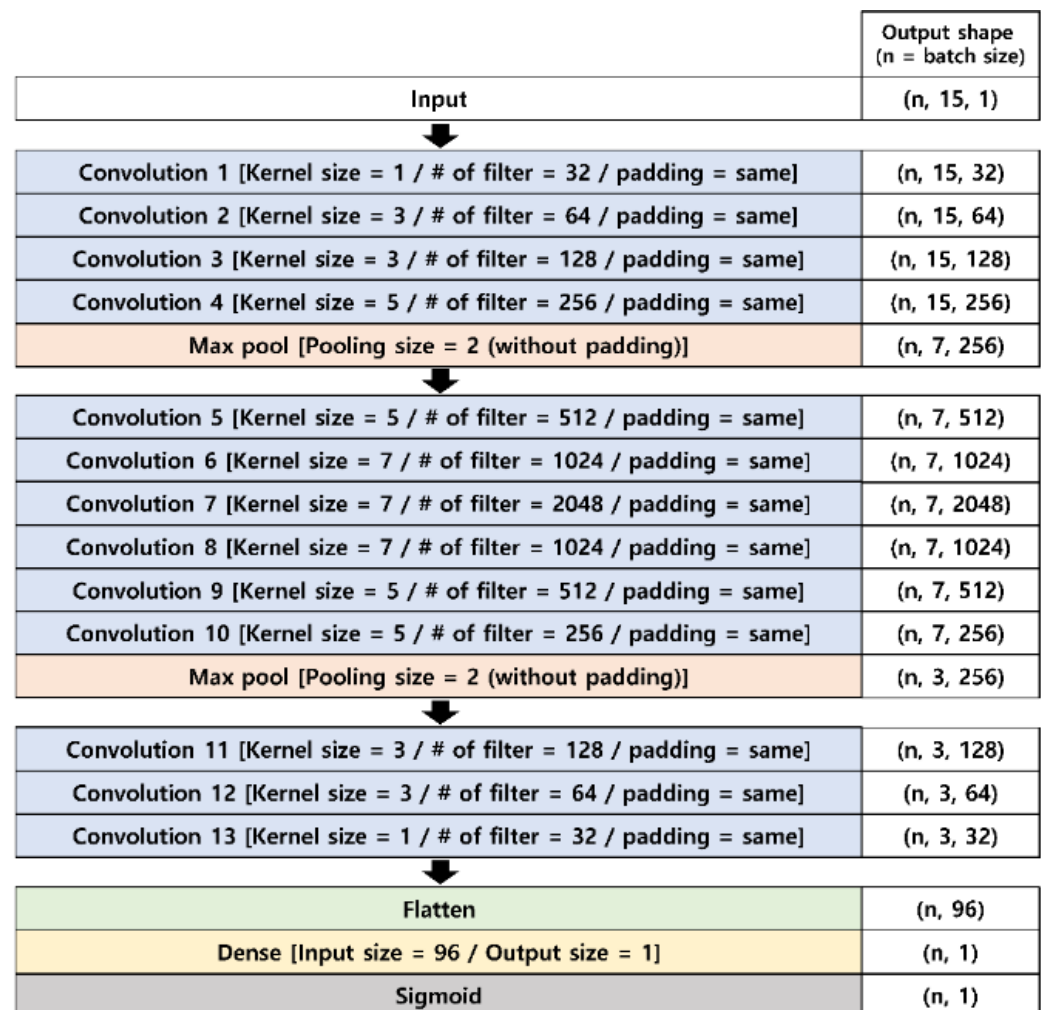 Output shape
(n = batch size)
Input
(n, 15, 1)
Convolution 1 [Kernel size = 1 / # of filter = 32 / padding = same]
(n, 15, 32)
Convolution 2 [Kernel size = 3 / # of filter = 64 / padding = same]
(n, 15, 64)
Convolution 3 [Kernel size = 3 / # of filter = 128 / padding = same]
(n, 15, 128)
Convolution 4 [Kernel size = 5 / # of filter = 256 / padding = same]
(n, 15, 256)
Max pool [Pooling size = 2 (without padding)]
(n, 7, 256)
Convolution 5 [Kernel size = 5 / # of filter = 512 / padding = same]
(n, 7, 512)
Convolution 6 [Kernel size = 7 / # of filter = 1024 / padding = same]
(n, 7, 1024)
Convolution 7 [Kernel size = 7 / # of filter = 2048 / padding = same]
(n, 7, 2048)
Convolution 8 [Kernel size = 7 / # of filter = 1024 / padding = same]
(n, 7, 1024)
Convolution 9 [Kernel size = 5 / # of filter = 512 / padding = same]
(n, 7, 512)
Convolution 10 [Kernel size = 5 / # of filter = 256 / padding = same]
(n, 7, 256)
Max pool [Pooling size = 2 (without padding)]
(n, 3, 256)
Convolution 11 [Kernel size = 3 / # of filter = 128 / padding = same]
(n, 3, 128)
Convolution 12 [Kernel size = 3 / # of filter = 64 / padding = same]
(n, 3, 64)
Convolution 13 [Kernel size = 1 / # of filter = 32 / padding = same]
(n, 3, 32)
Flatten
(n, 96)
Dense [Input size = 96 / Output size = 1]
(n, 1)
Sigmoid
(n, 1)